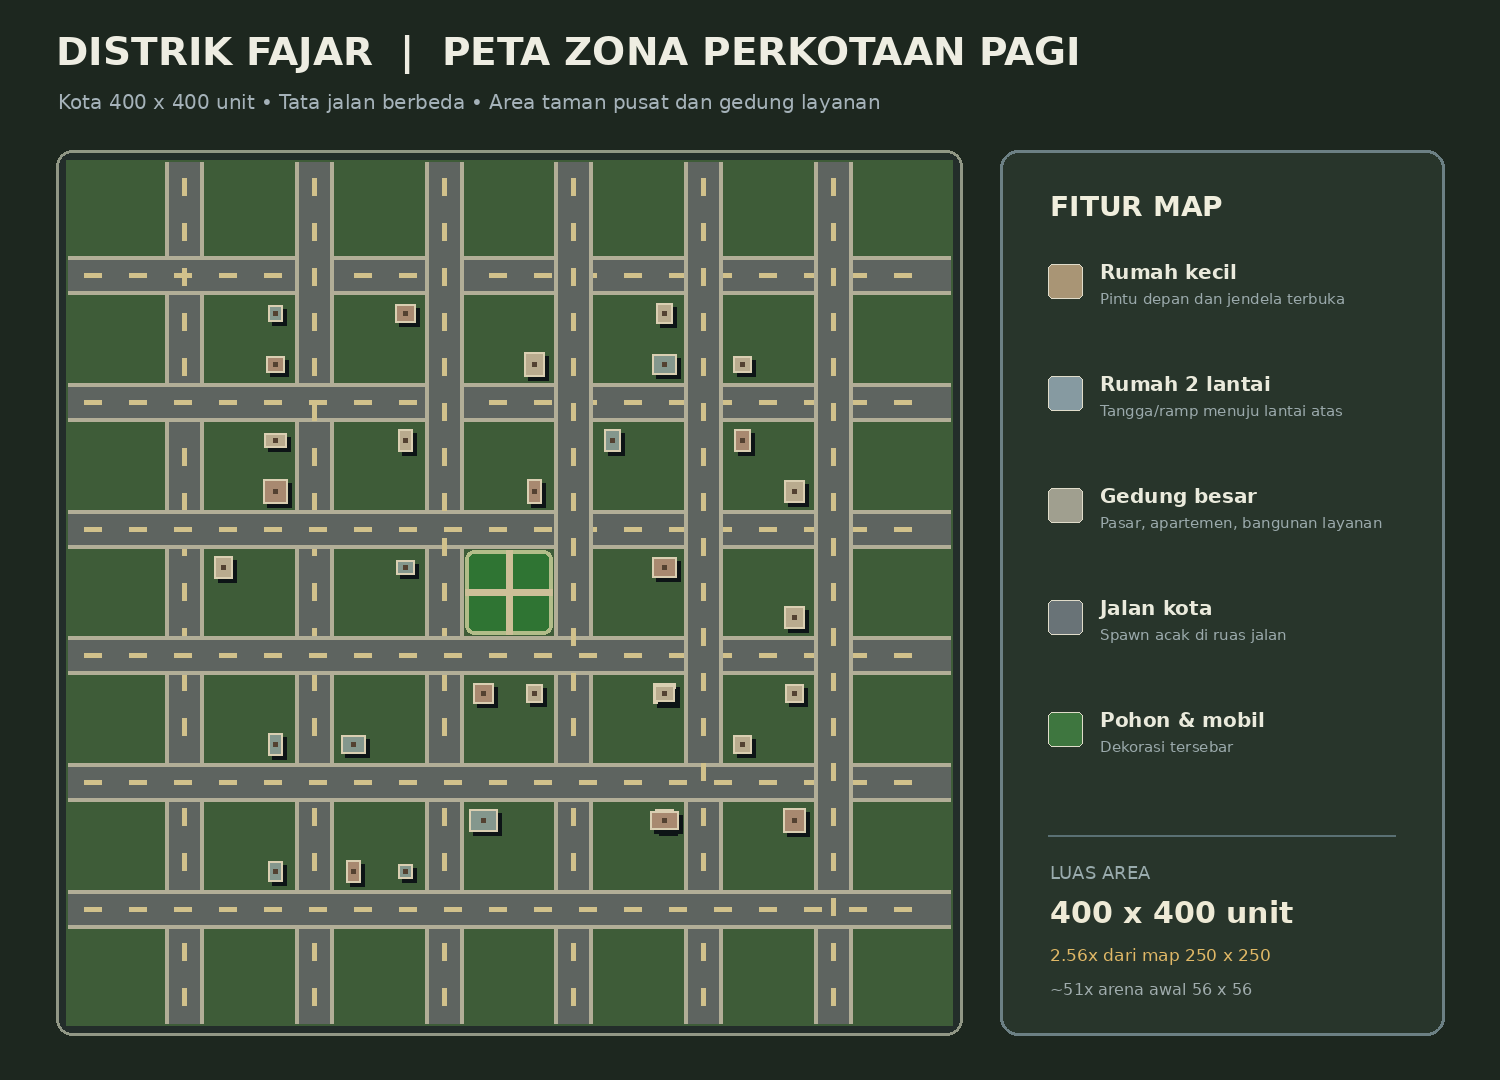 DISTRIK FAJAR | PETA ZONA PERKOTAAN PAGI
Kota 400 x 400 unit • Tata jalan berbeda • Area taman pusat dan gedung layanan
FITUR MAP
Rumah kecil
Pintu depan dan jendela terbuka
Rumah 2 lantai
Tangga/ramp menuju lantai atas
Gedung besar
Pasar, apartemen, bangunan layanan
Jalan kota
Spawn acak di ruas jalan
Pohon & mobil
Dekorasi tersebar
LUAS AREA
400 x 400 unit
2.56x dari map 250 x 250
~51x arena awal 56 x 56